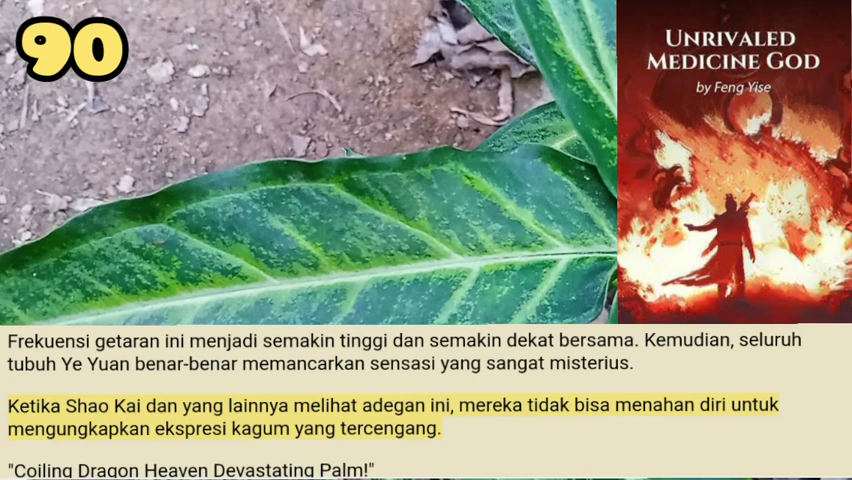 90
UNRIVALED
MEDICINE GOD
by Feng Yise
Frekuensi getaran ini menjadi semakin tinggi dan semakin dekat bersama. Kemudian, seluruh
tubuh Ye Yuan benar-benar memancarkan sensasi yang sangat misterius.
Ketika Shao Kai dan yang lainnya melihat adegan ini, mereka tidak bisa menahan diri untuk
mengungkapkan ekspresi kagum yang tercengang.
"Coiling Dragon Heaven Devastating Palm!"